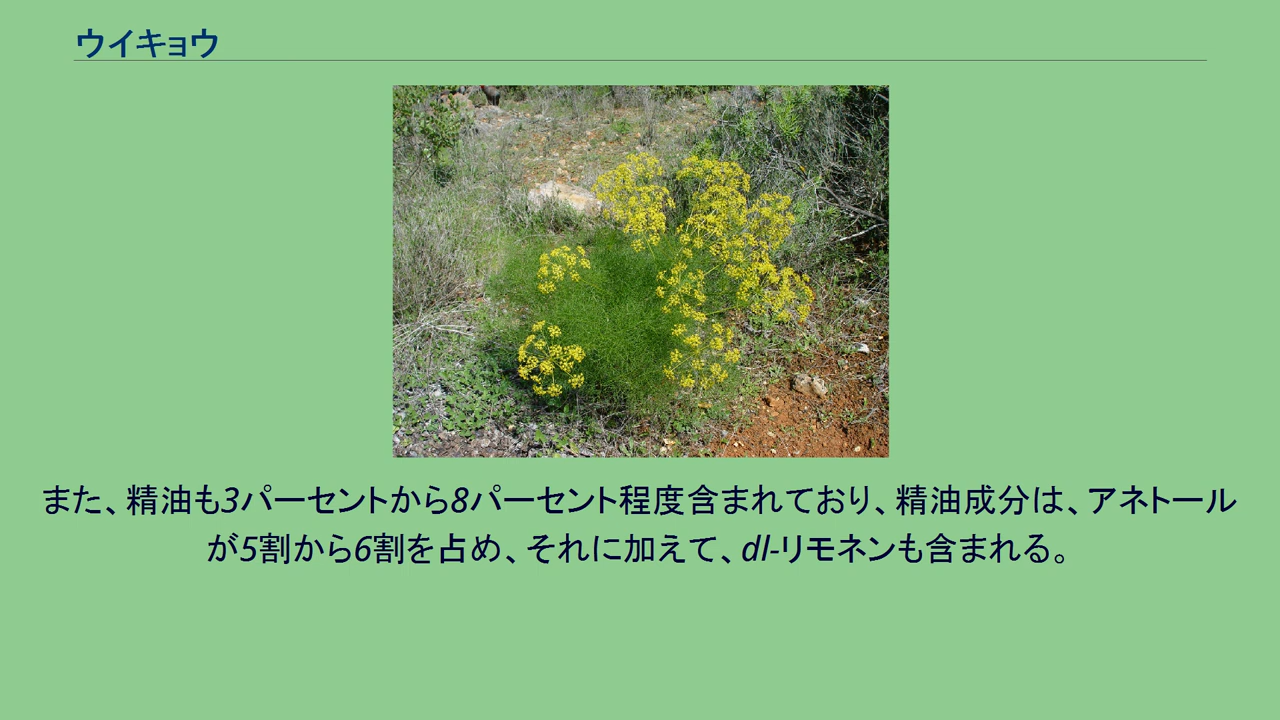 ウイキョウ
また、精油も3パーセントから8パーセント程度含まれており、精油成分は、アネトール
が5割から6割を占め、それに加えて、dl-リモネンも含まれる。